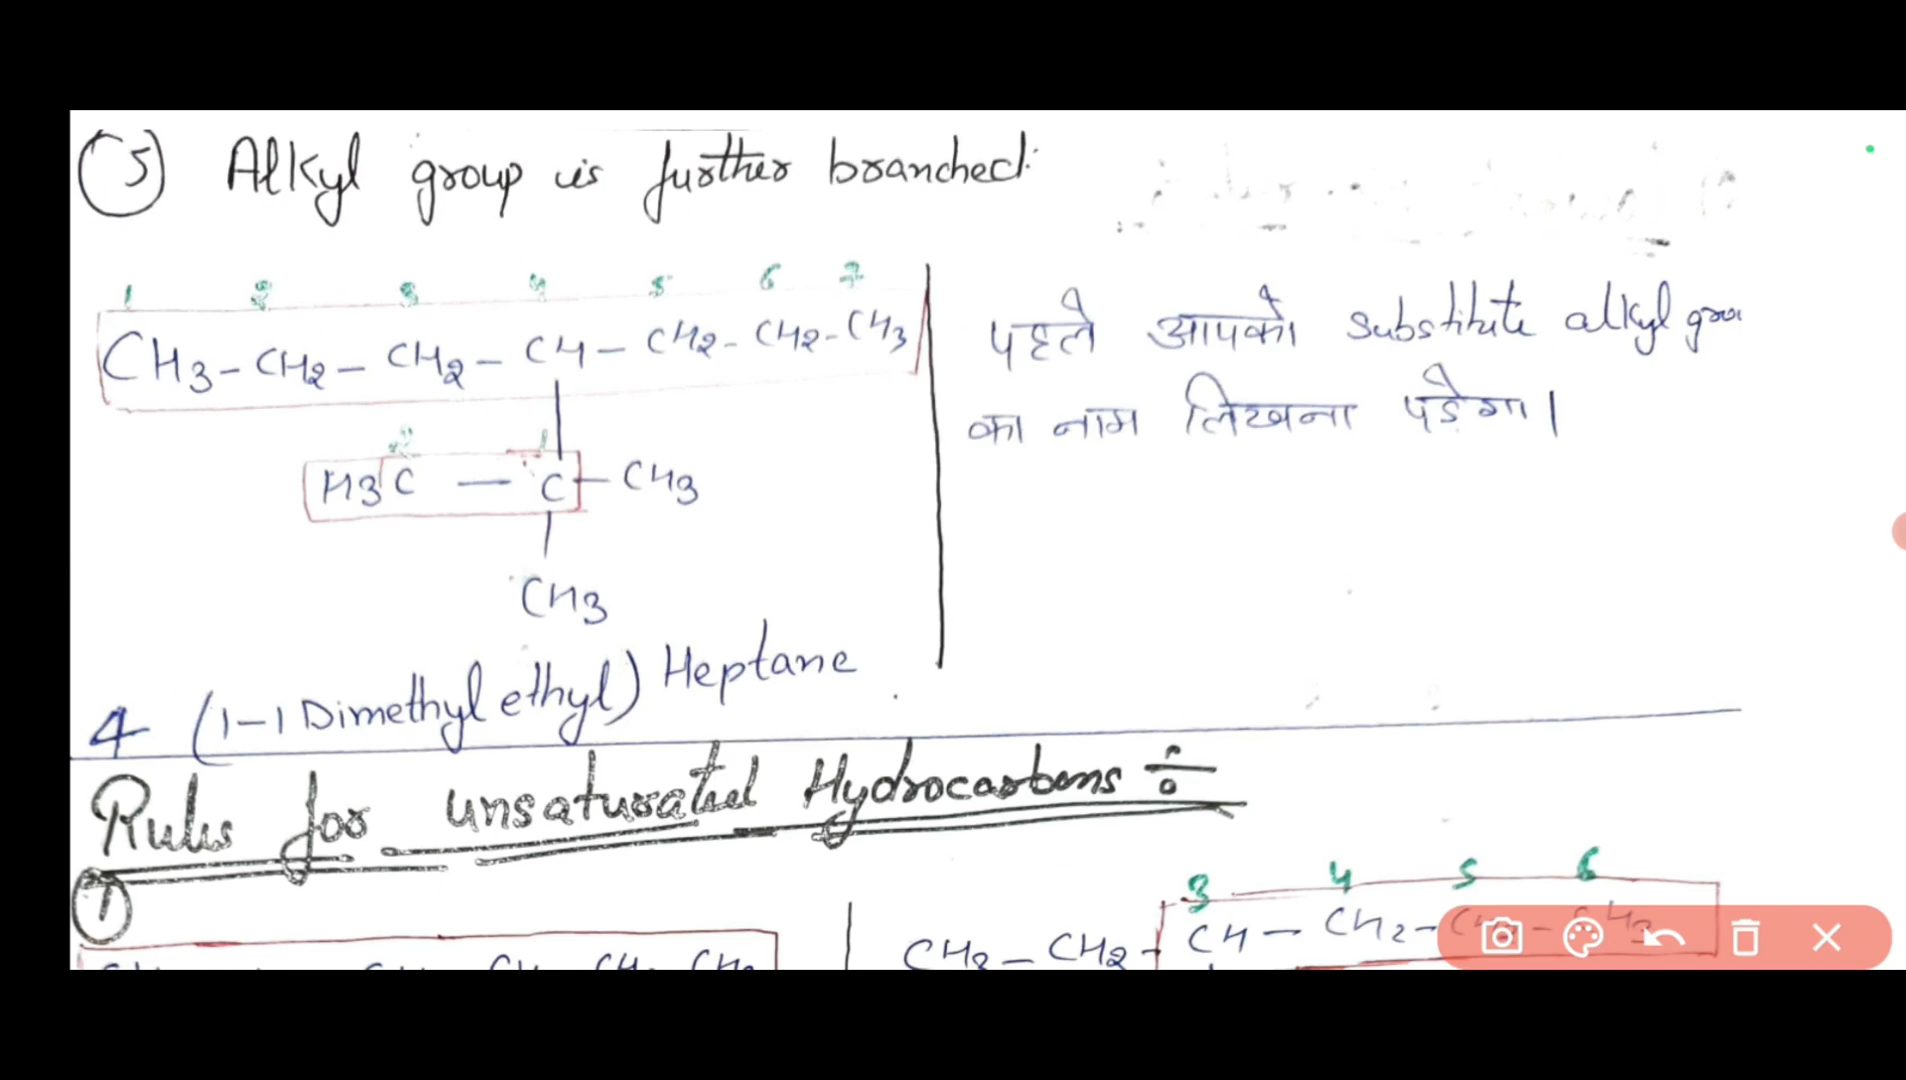 5 Alkyl group is further branched:
1 2 3 4 5 6 7
CH3-CH2-CH2-CH-CH2-CH2-CH3
2 1
H3C - C - CH3
CH3
4 (1-1 Dimethyl ethyl) Heptane
पहले आपको substitute alkyl grou
का नाम लिखना पड़ेगा।
Rules for unsaturated Hydrocarbons ÷
1
3 4 5 6
CH3-CH2-CH-CH2-